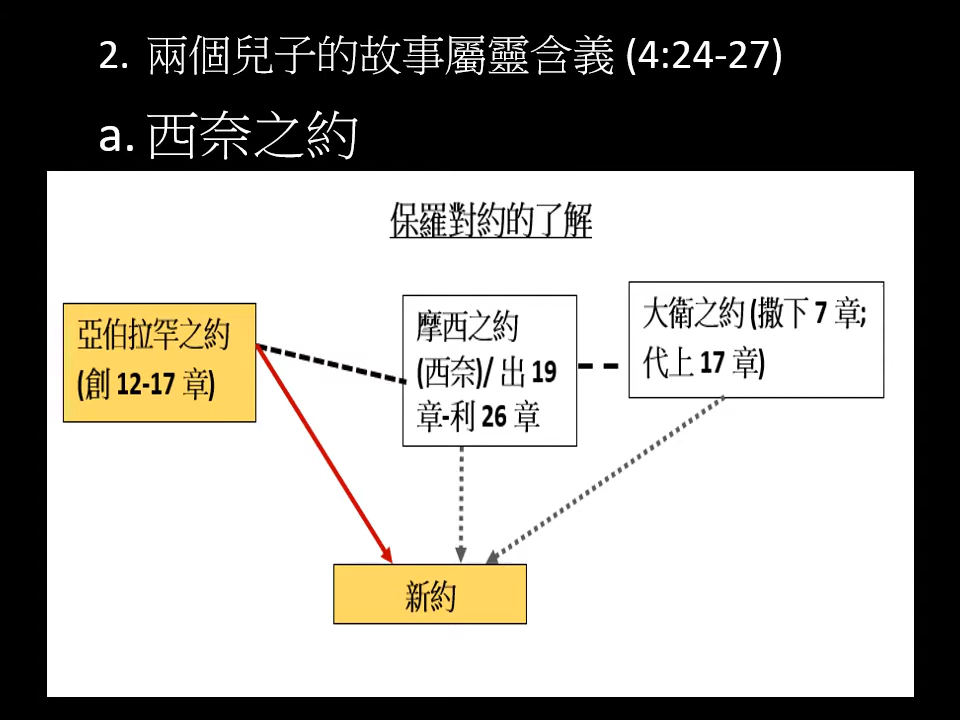 2. 兩個兒子的故事屬靈含義 (4:24-27)
a. 西奈之約
保羅對約的了解
亞伯拉罕之約
(創 12-17 章)
摩西之約
(西奈)/ 出 19
章-利 26 章
大衛之約 (撒下 7 章;
代上 17 章)
新約